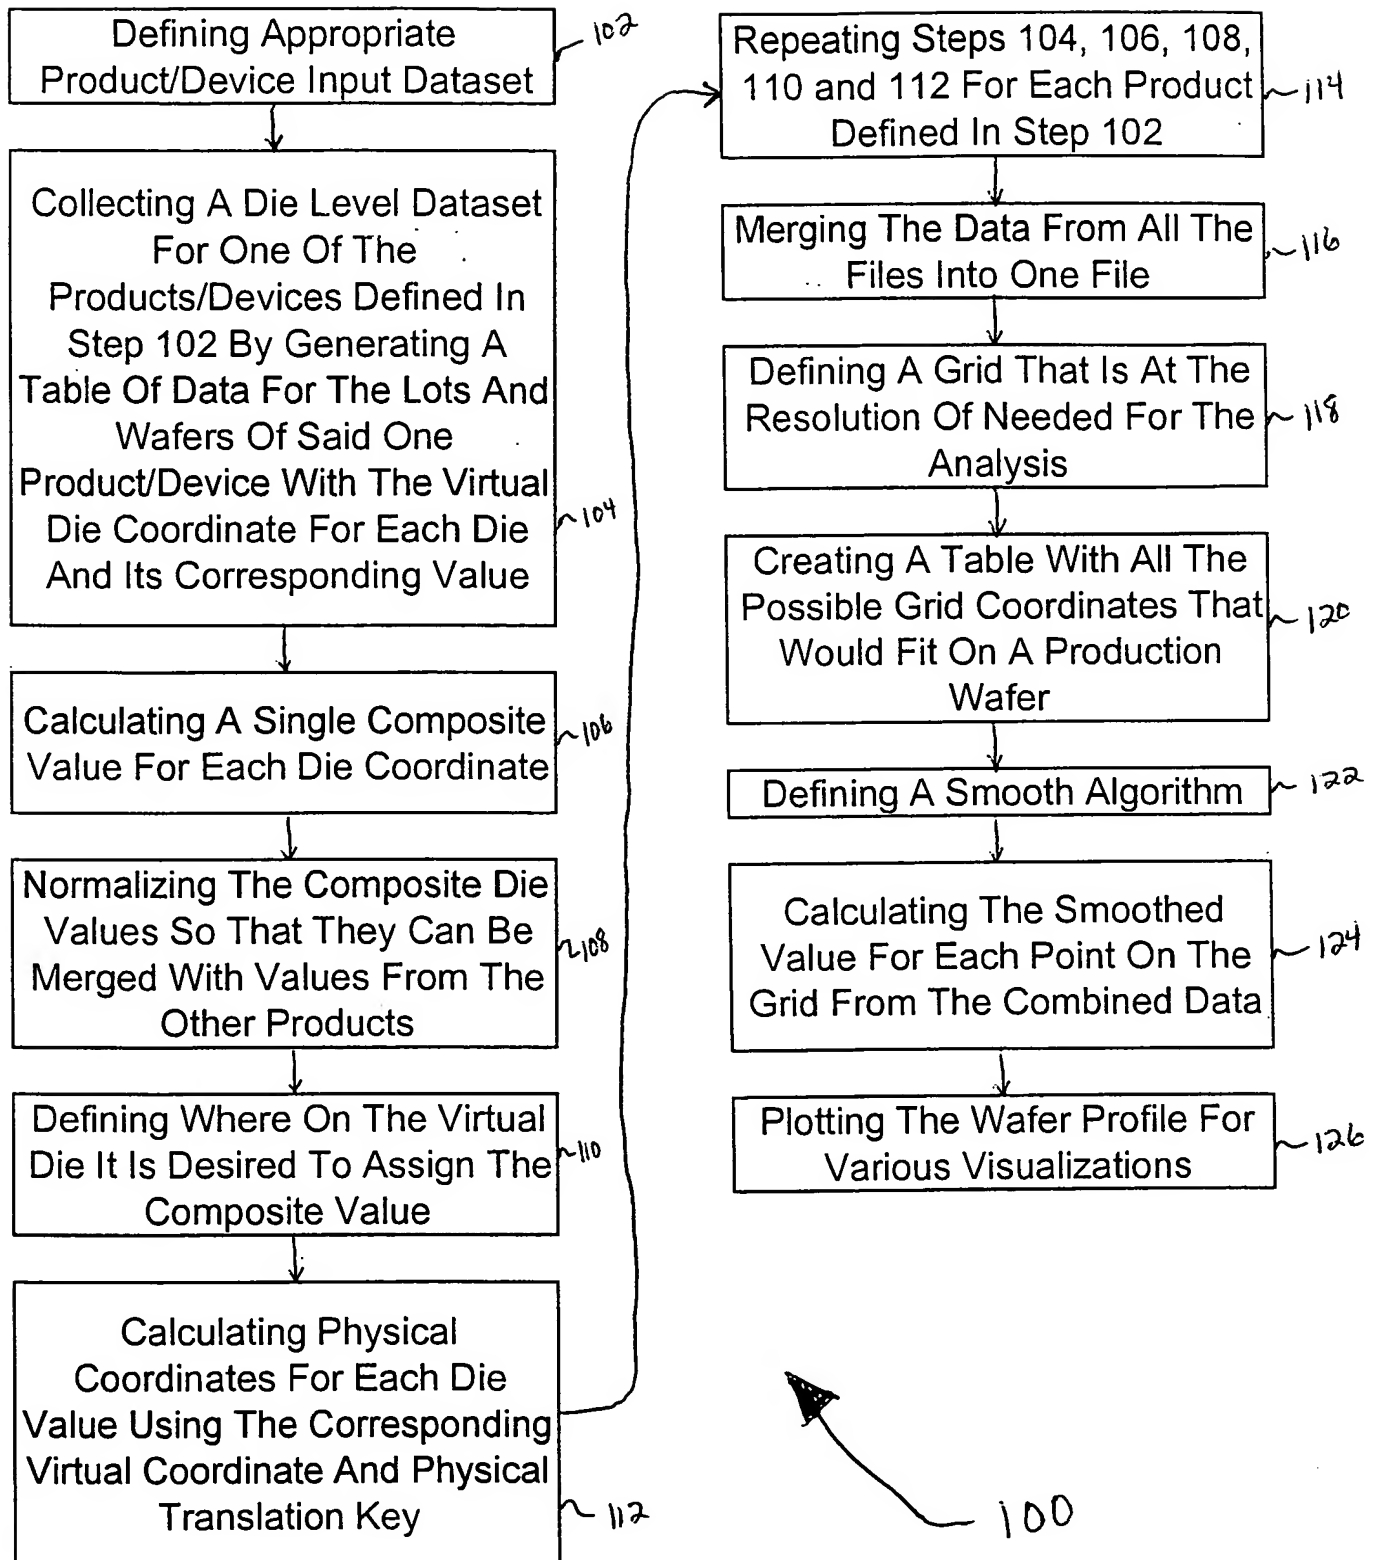 Defining Appropriate
Product/Device Input Dataset
102
Collecting A Die Level Dataset
For One Of The
Products/Devices Defined In
Step 102 By Generating A
Table Of Data For The Lots And
Wafers Of Said One
Product/Device With The Virtual
Die Coordinate For Each Die
And Its Corresponding Value
104
Calculating A Single Composite
Value For Each Die Coordinate
106
Normalizing The Composite Die
Values So That They Can Be
Merged With Values From The
Other Products
108
Defining Where On The Virtual
Die It Is Desired To Assign The
Composite Value
110
Calculating Physical
Coordinates For Each Die
Value Using The Corresponding
Virtual Coordinate And Physical
Translation Key
112
Repeating Steps 104, 106, 108,
110 and 112 For Each Product
Defined In Step 102
114
Merging The Data From All The
Files Into One File
116
Defining A Grid That Is At The
Resolution Of Needed For The
Analysis
118
Creating A Table With All The
Possible Grid Coordinates That
Would Fit On A Production
Wafer
120
Defining A Smooth Algorithm
122
Calculating The Smoothed
Value For Each Point On The
Grid From The Combined Data
124
Plotting The Wafer Profile For
Various Visualizations
126
100